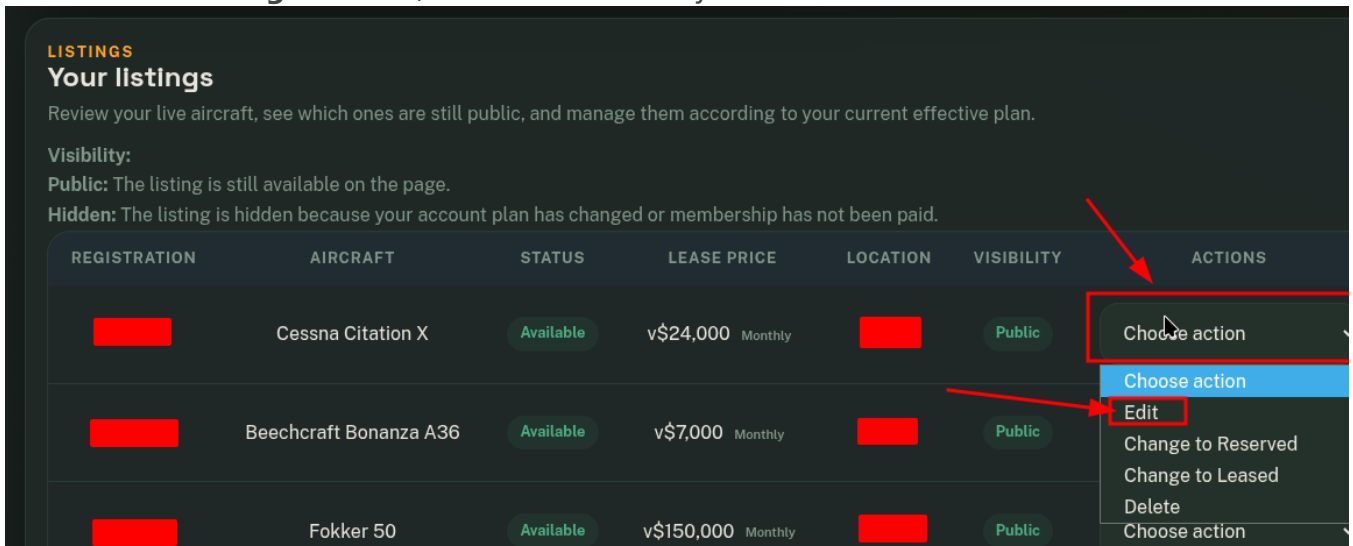 LISTINGS
Your listings
Review your live aircraft, see which ones are still public, and manage them according to your current effective plan.
Visibility:
Public: The listing is still available on the page.
Hidden: The listing is hidden because your account plan has changed or membership has not been paid.
REGISTRATION AIRCRAFT STATUS LEASE PRICE LOCATION VISIBILITY ACTIONS
Cessna Citation X Available v$24,000 Monthly Public Choose action
Choose action
Edit
Beechcraft Bonanza A36 Available v$7,000 Monthly Public
Change to Reserved
Change to Leased
Delete
Fokker 50 Available v$150,000 Monthly Public Choose action